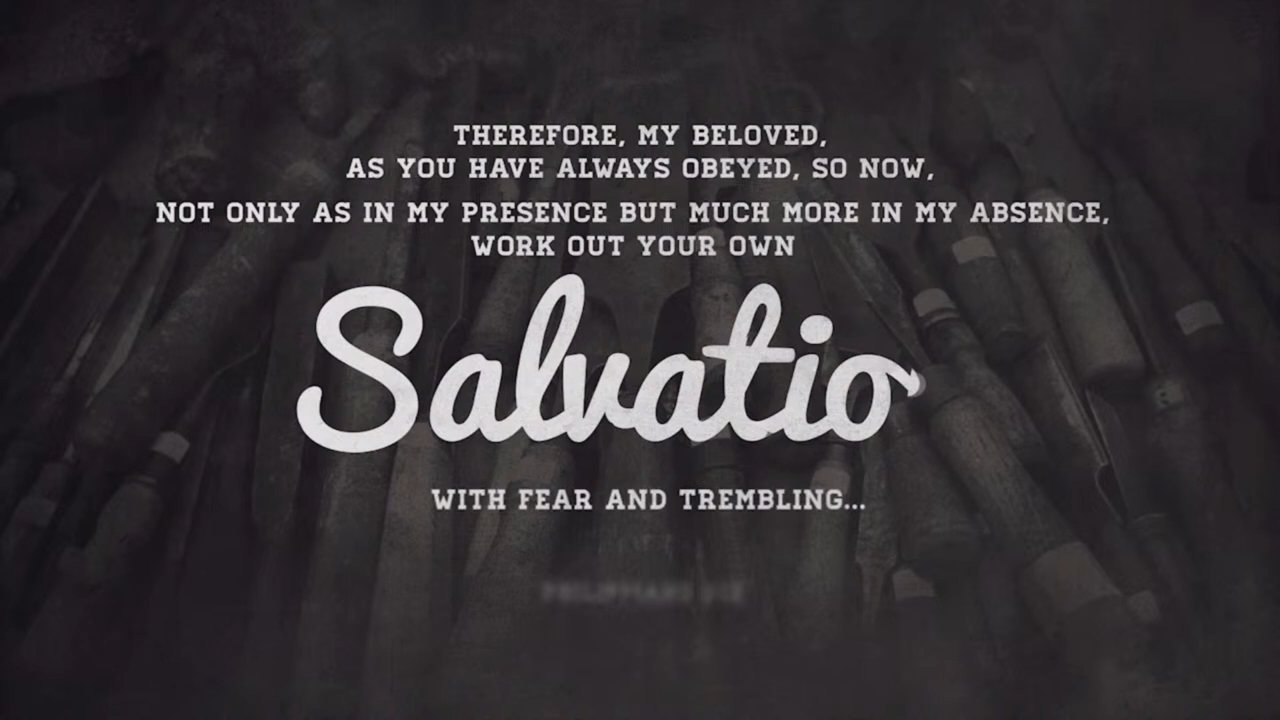 THEREFORE, MY BELOVED,
AS YOU HAVE ALWAYS OBEYED, SO NOW,
NOT ONLY AS IN MY PRESENCE BUT MUCH MORE IN MY ABSENCE,
WORK OUT YOUR OWN
Salvatio
WITH FEAR AND TREMBLING...